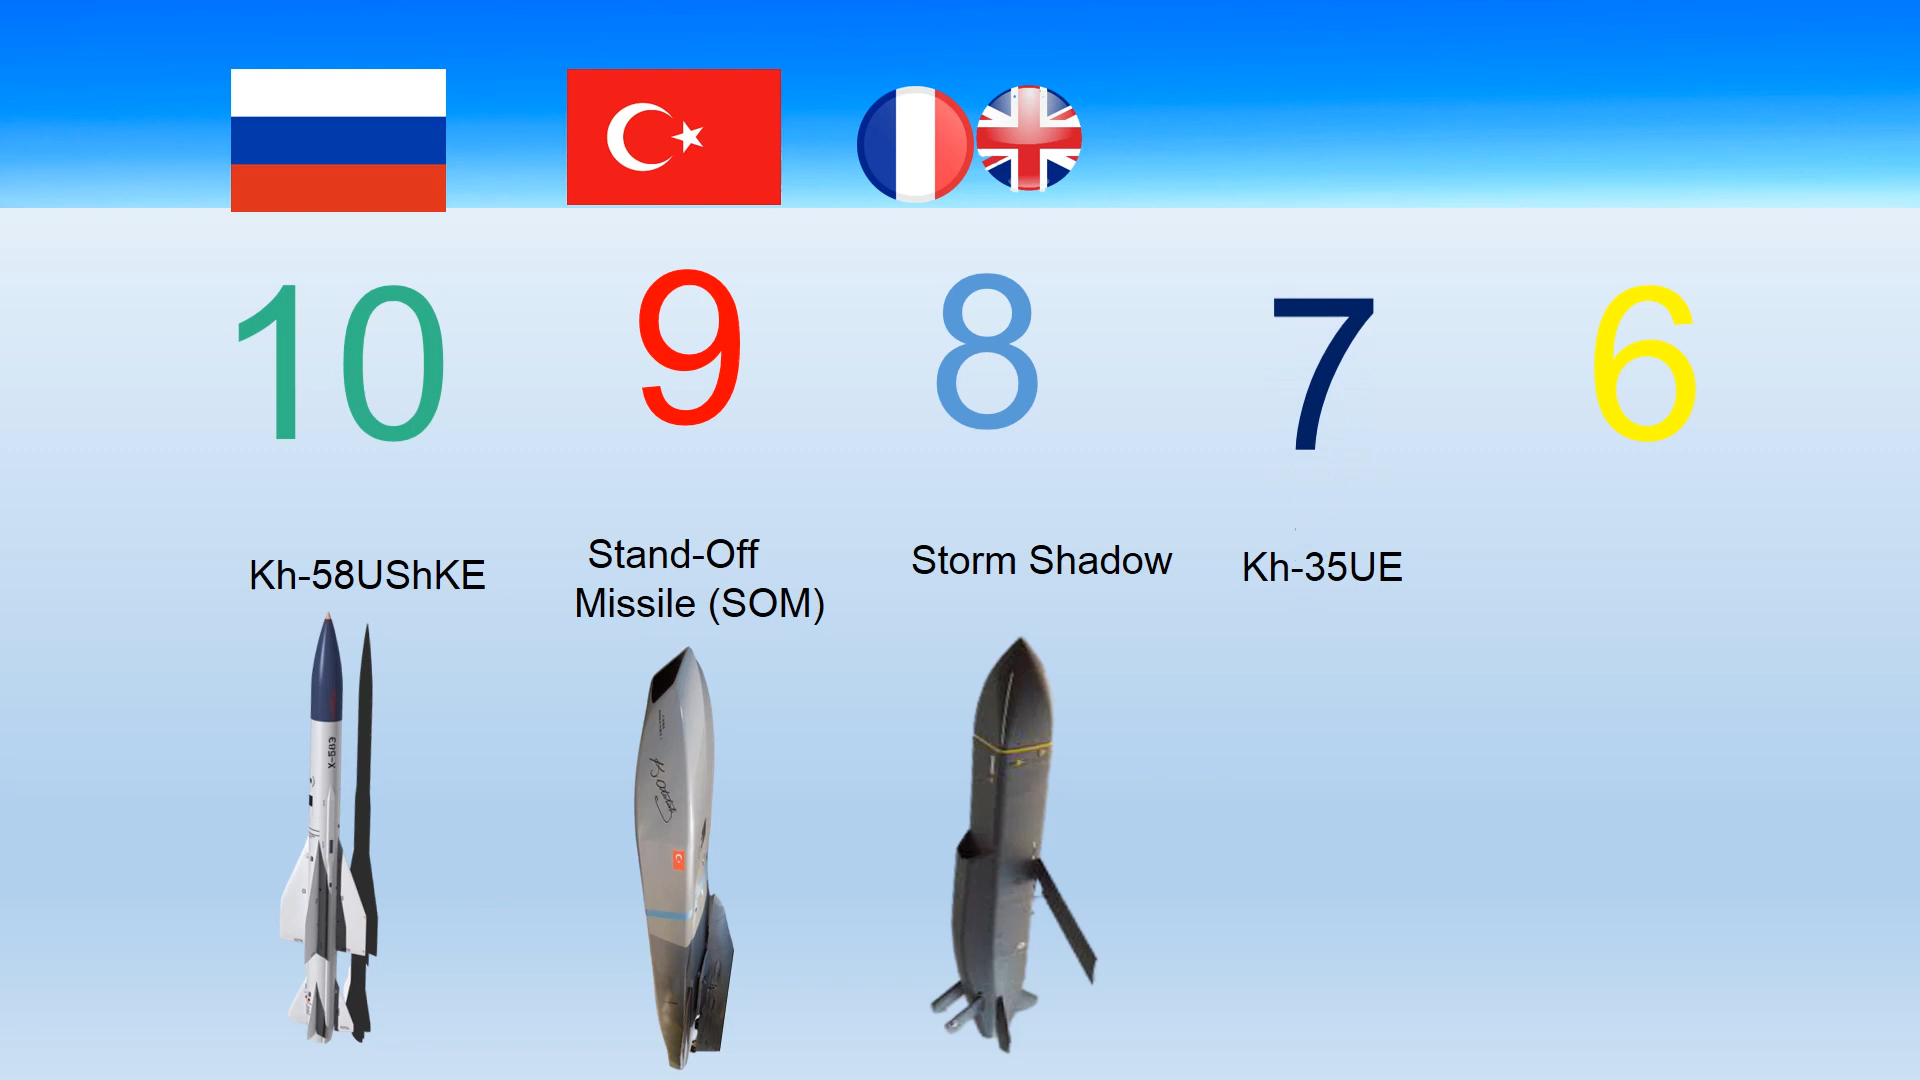 10 9 8 7 6
Kh-58UShKE
Stand-Off
Missile (SOM)
Storm Shadow
Kh-35UE